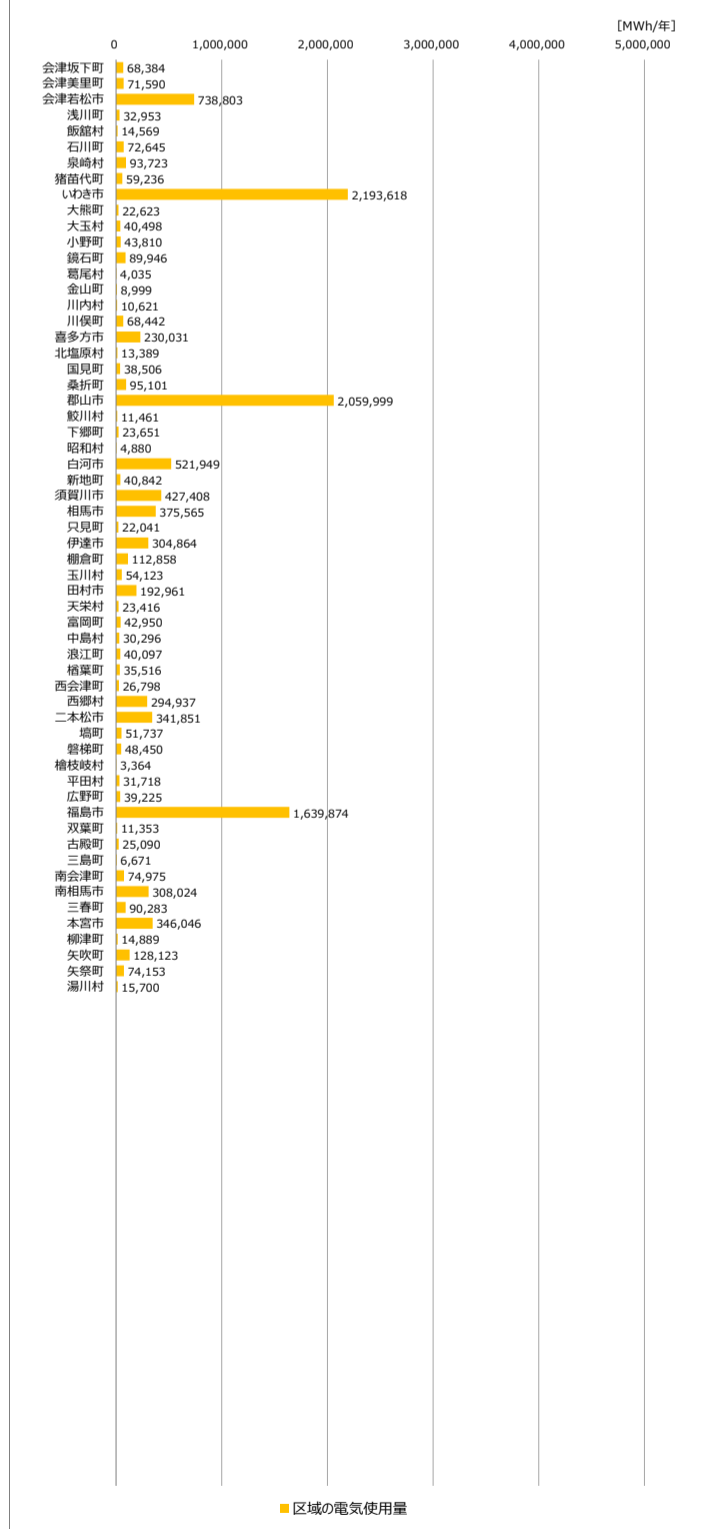 ［MWh/年］
0 1,000,000 2,000,000 3,000,000 4,000,000 5,000,000
会津坂下町 68,384
会津美里町 71,590
会津若松市 738,803
浅川町 32,953
飯舘村 14,569
石川町 72,645
泉崎村 93,723
猪苗代町 59,236
いわき市 2,193,618
大熊町 22,623
大玉村 40,498
小野町 43,810
鏡石町 89,946
葛尾村 4,035
金山町 8,999
川内村 10,621
川俣町 68,442
喜多方市 230,031
北塩原村 13,389
国見町 38,506
桑折町 95,101
郡山市 2,059,999
鮫川村 11,461
下郷町 23,651
昭和村 4,880
白河市 521,949
新地町 40,842
須賀川市 427,408
相馬市 375,565
只見町 22,041
伊達市 304,864
棚倉町 112,858
玉川村 54,123
田村市 192,961
天栄村 23,416
富岡町 42,950
中島村 30,296
浪江町 40,097
楢葉町 35,516
西会津町 26,798
西郷村 294,937
二本松市 341,851
塙町 51,737
磐梯町 48,450
檜枝岐村 3,364
平田村 31,718
広野町 39,225
福島市 1,639,874
双葉町 11,353
古殿町 25,090
三島町 6,671
南会津町 74,975
南相馬市 308,024
三春町 90,283
本宮市 346,046
柳津町 14,889
矢吹町 128,123
矢祭町 74,153
湯川村 15,700
区域の電気使用量